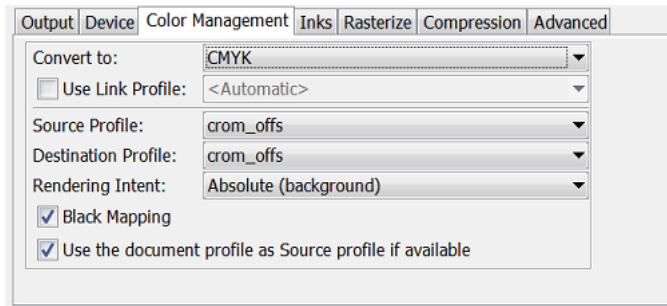 Output Device Color Management Inks Rasterize Compression Advanced
Convert to: CMYK
Use Link Profile: <Automatic>
Source Profile: crom_offs
Destination Profile: crom_offs
Rendering Intent: Absolute (background)
Black Mapping
Use the document profile as Source profile if available